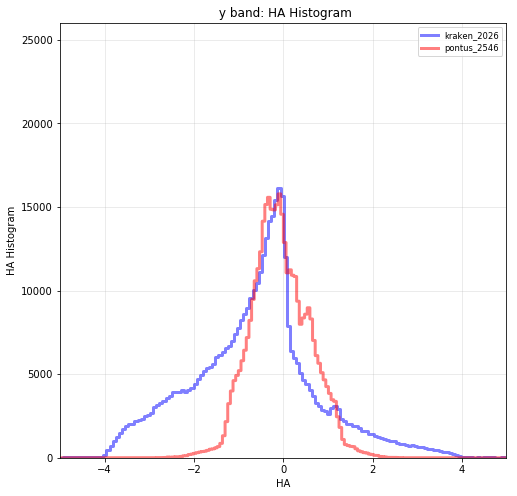 y band: HA Histogram
kraken_2026
pontus_2546
25000
20000
15000
10000
5000
0
HA Histogram
−4
−2
0
2
4
HA